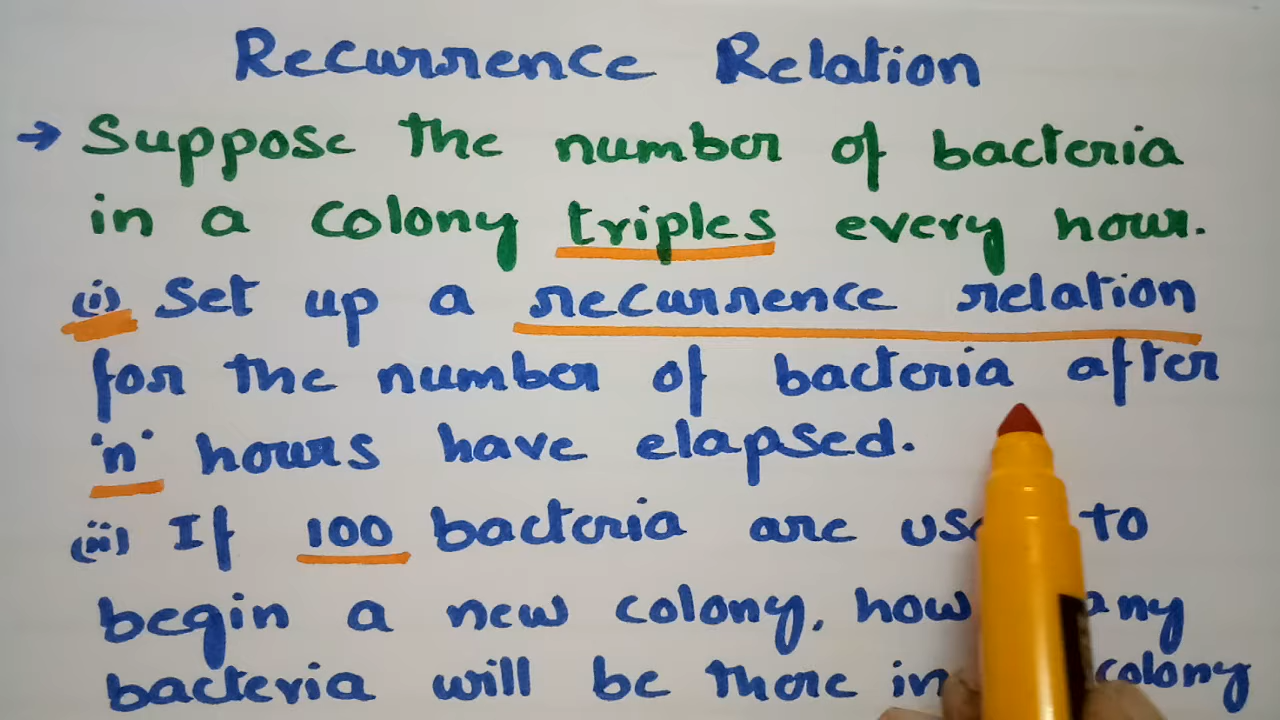 Recurrence Relation
→ Suppose the number of bacteria
in a colony triples every hour.
(i) Set up a recurrence relation
for the number of bacteria after
'n' hours have elapsed.
(ii) If 100 bacteria are to
begin a new colony, how
bacteria will be there in colony